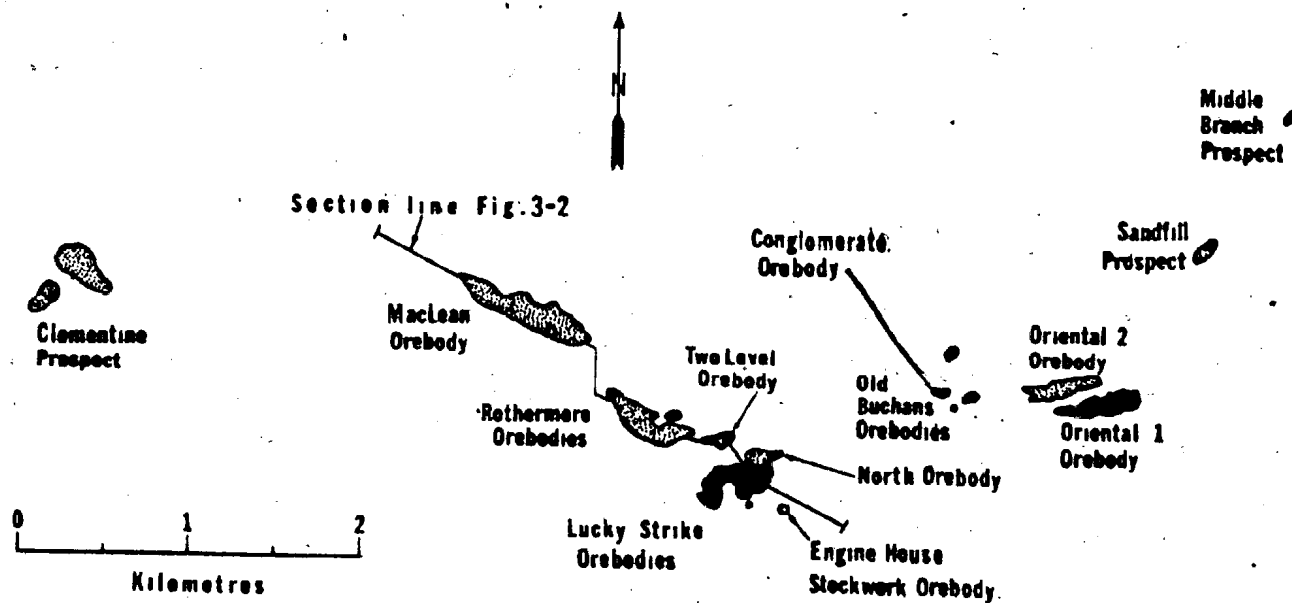 N
Middle
Branch
Prospect
Section line Fig.3-2
Sandfill
Prospect
Conglomerate
Orebody
Clementine
Prospect
MacLean
Orebody
Two Level
Orebody
Oriental 2
Orebody
Old
Buchans
Orebodies
Rothermere
Orebodies
Oriental 1
Orebody
North Orebody
0 1 2
Kilometres
Lucky Strike
Orebodies
Engine House
Stockwork Orebody